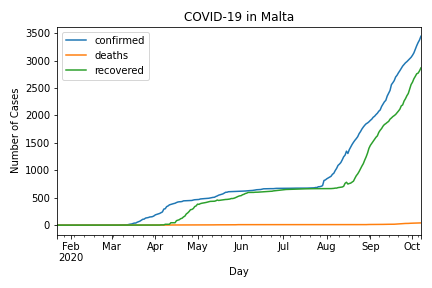 COVID-19 in Malta
confirmed
deaths
recovered
Number of Cases
3500
3000
2500
2000
1500
1000
500
0
Feb Mar Apr May Jun Jul Aug Sep Oct
2020
Day